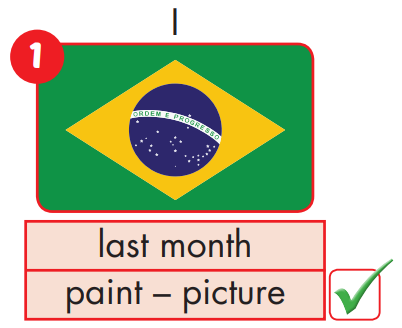 I
1
ORDEM E PROGRESSO
last month
paint – picture